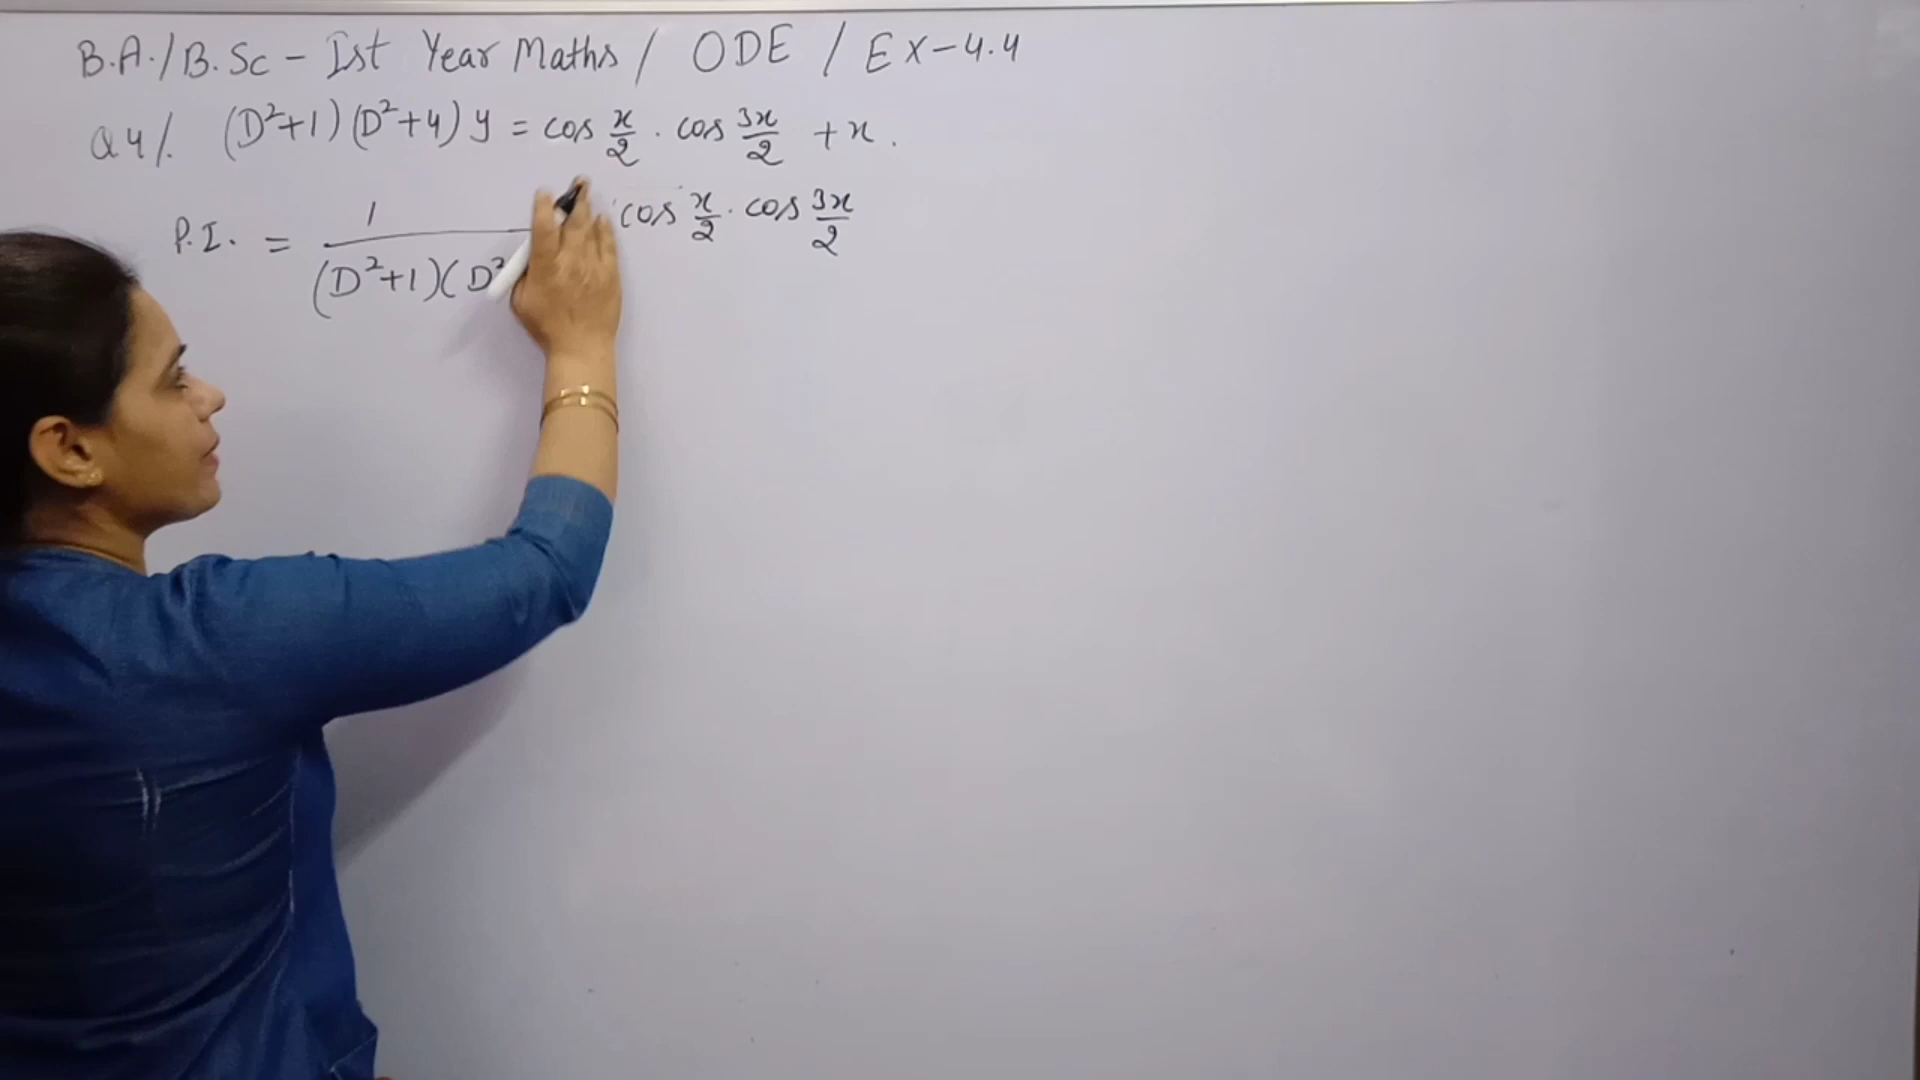 B.A./B.Sc - Ist Year Maths / ODE / Ex-4.4
Q4/. (D²+1)(D²+4)y = cos x/2 . cos 3x/2 + x.
P.I. = 1/(D²+1)(D² cos x/2 . cos 3x/2